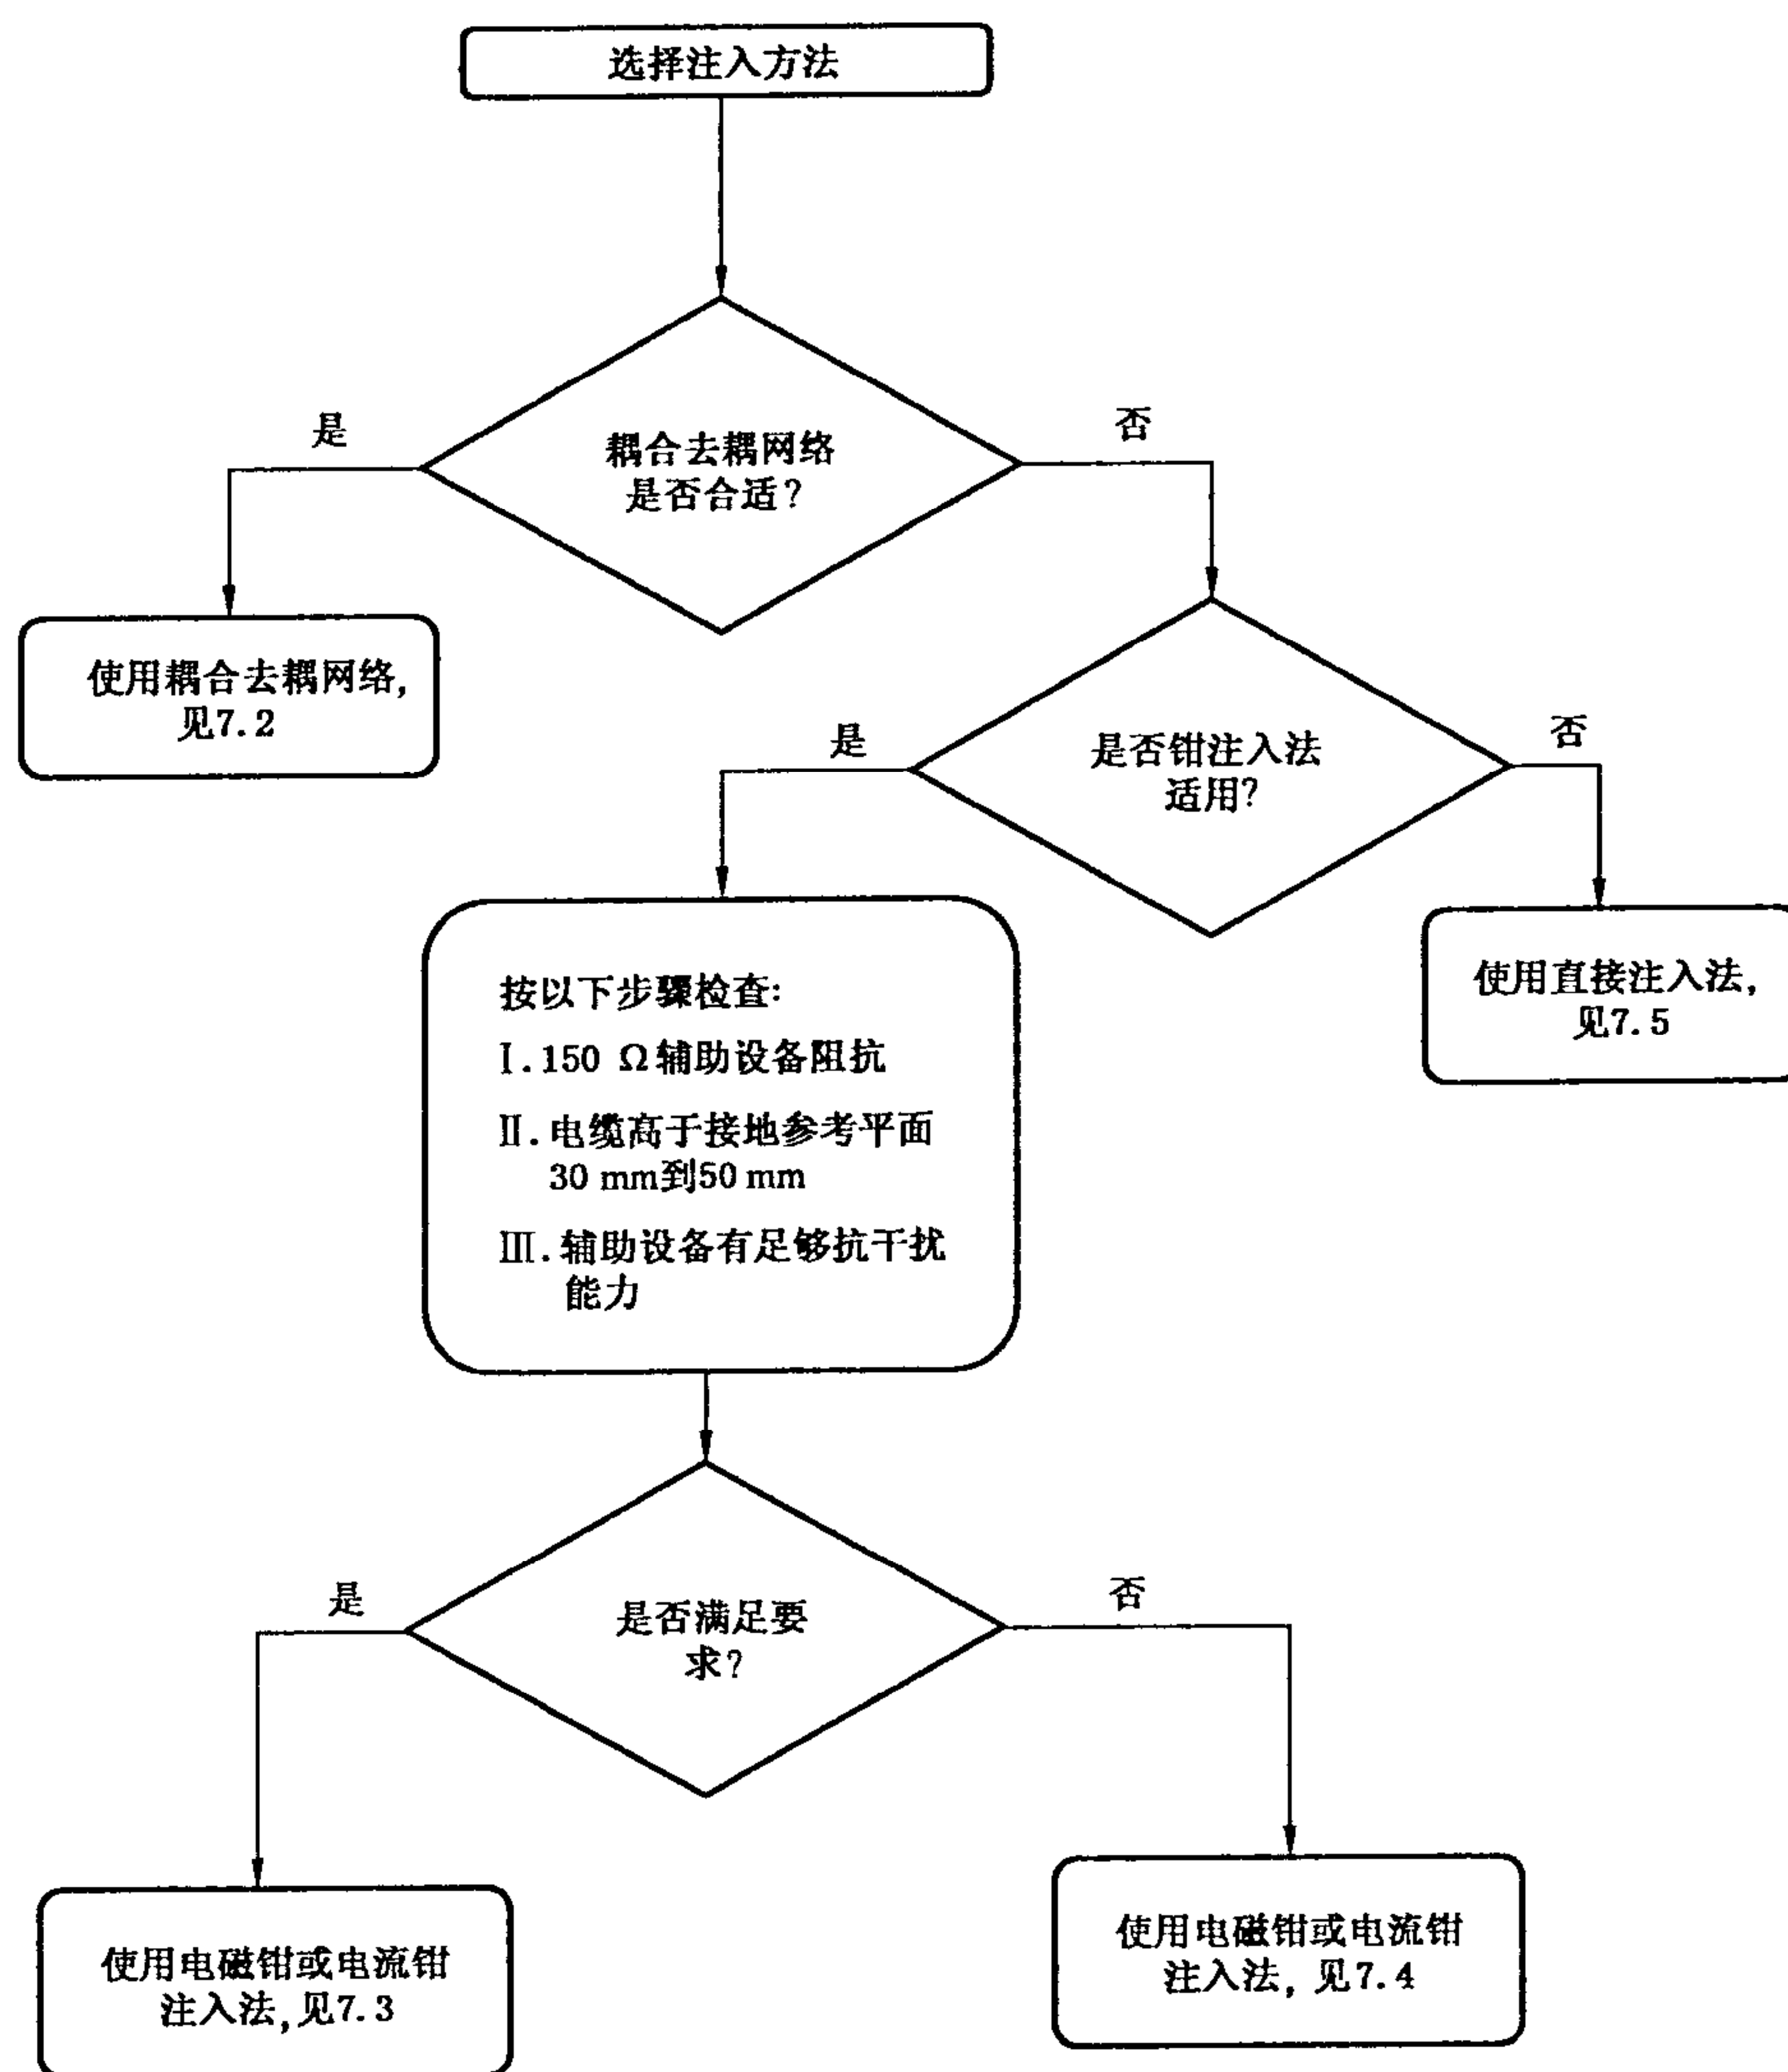 选择注入方法
是
否
耦合去耦网络
是否合适?
使用耦合去耦网络,
见7.2
是
否
是否钳注入法
适用?
使用直接注入法,
见7.5
按以下步骤检查:
Ⅰ.150 Ω辅助设备阻抗
Ⅱ.电缆高于接地参考平面
30 mm到50 mm
Ⅲ.辅助设备有足够抗干扰
能力
是
否
是否满足要
求?
使用电磁钳或电流钳
注入法,见7.3
使用电磁钳或电流钳
注入法,见7.4